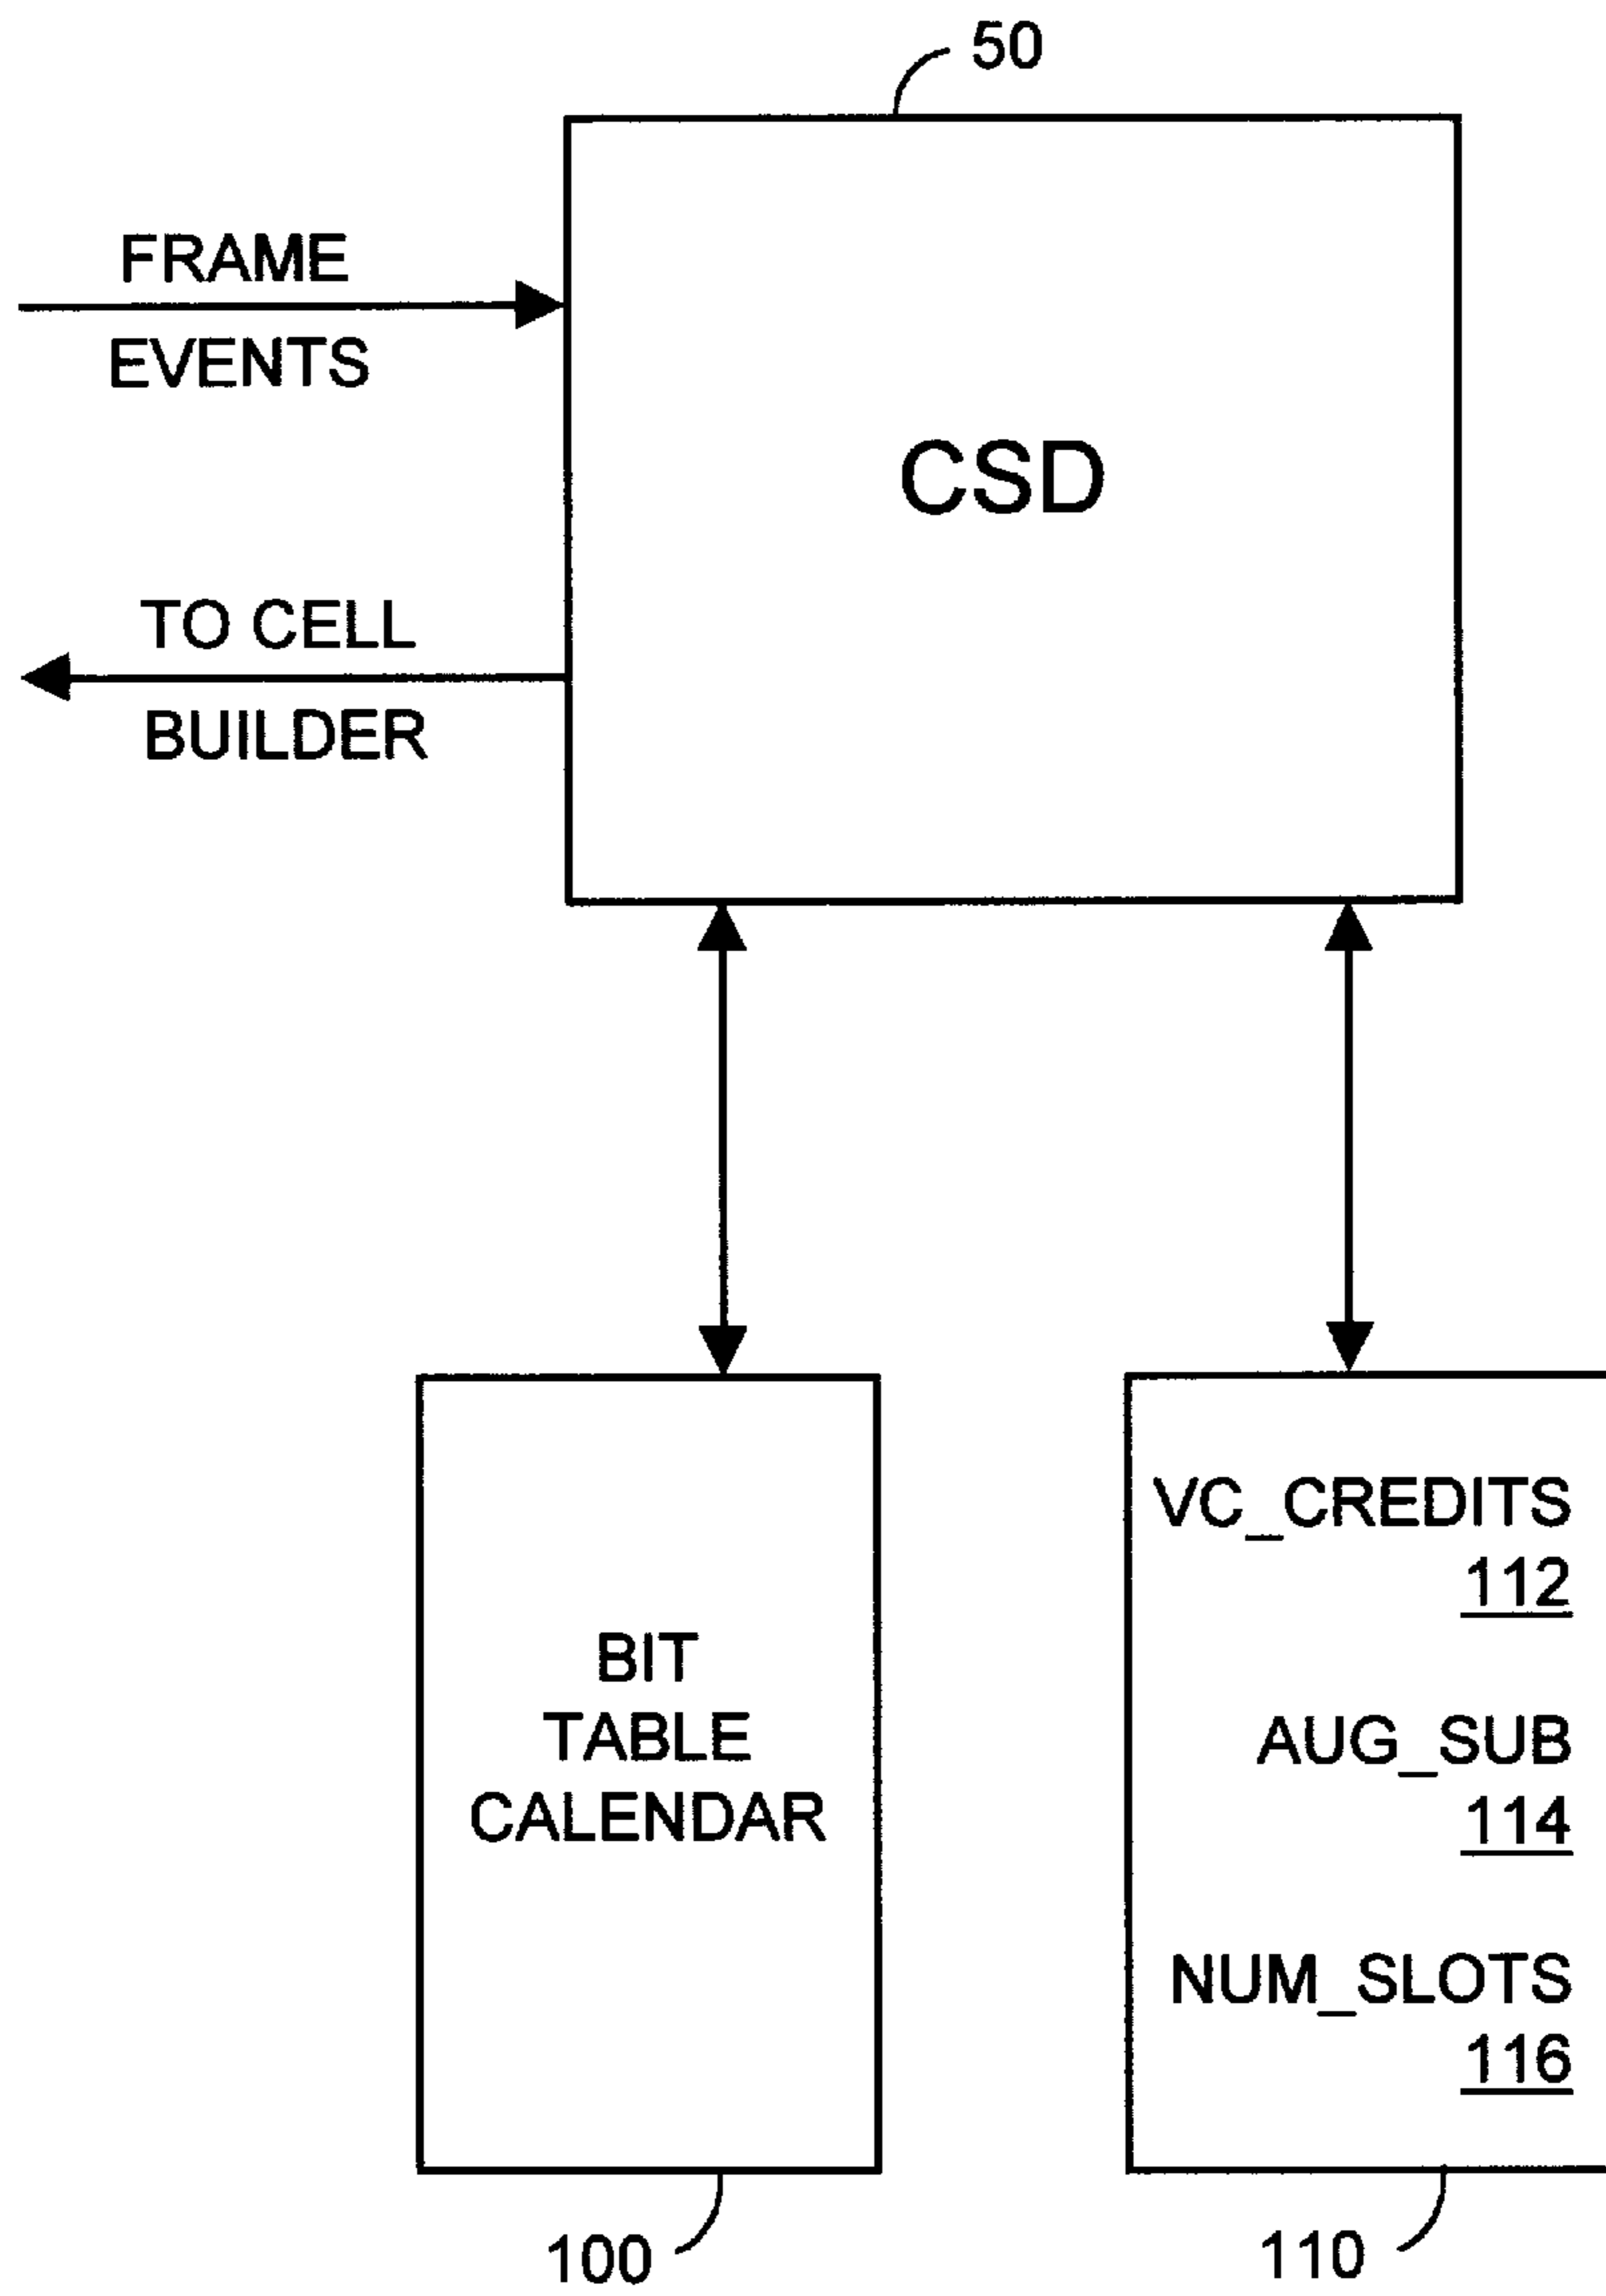 50
FRAME
EVENTS
CSD
TO CELL
BUILDER
BIT
TABLE
CALENDAR
VC_CREDITS
112
AUG_SUB
114
NUM_SLOTS
116
100
110